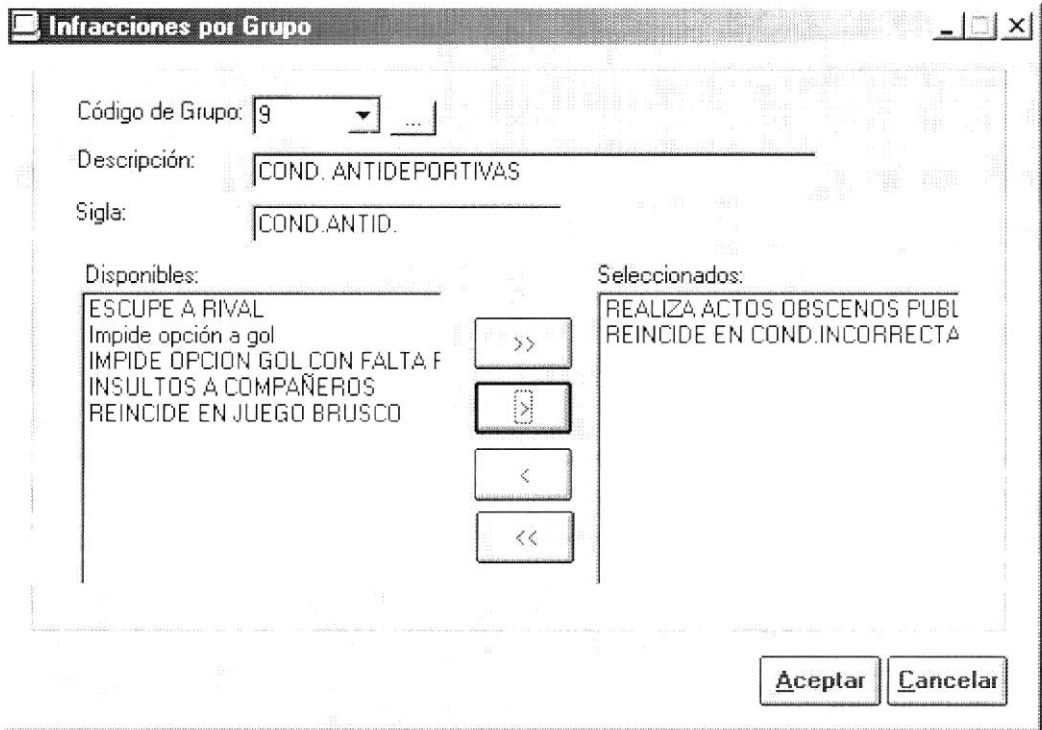 Infracciones por Grupo
Código de Grupo: 9 ...
Descripción: COND. ANTIDEPORTIVAS
Sigla: COND.ANTID.
Disponibles:
ESCUPE A RIVAL
Impide opción a gol
IMPIDE OPCION GOL CON FALTA
INSULTOS A COMPAÑEROS
REINCIDE EN JUEGO BRUSCO
>>
>
<
<<
Seleccionados:
REALIZA ACTOS OBSCENOS PUBL
REINCIDE EN COND.INCORRECTA
Aceptar Cancelar